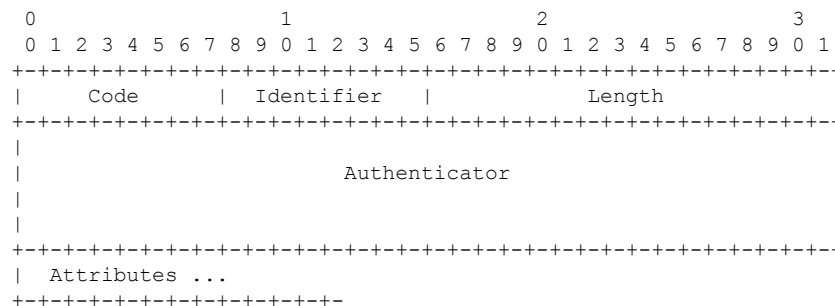 0                   1                   2                   3
 0 1 2 3 4 5 6 7 8 9 0 1 2 3 4 5 6 7 8 9 0 1 2 3 4 5 6 7 8 9 0 1
+-+-+-+-+-+-+-+-+-+-+-+-+-+-+-+-+-+-+-+-+-+-+-+-+-+-+-+-+-+-+-+-
|     Code      |  Identifier   |            Length
+-+-+-+-+-+-+-+-+-+-+-+-+-+-+-+-+-+-+-+-+-+-+-+-+-+-+-+-+-+-+-+-
|
|                         Authenticator
|
|
+-+-+-+-+-+-+-+-+-+-+-+-+-+-+-+-+-+-+-+-+-+-+-+-+-+-+-+-+-+-+-+-
|  Attributes ...
+-+-+-+-+-+-+-+-+-+-+-+-+-